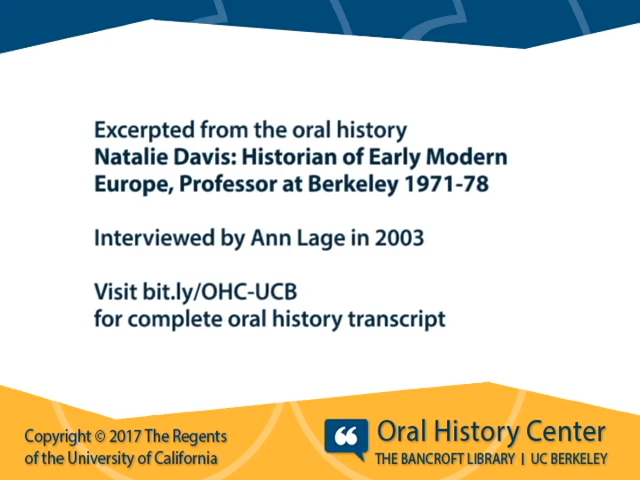 Excerpted from the oral history
Natalie Davis: Historian of Early Modern
Europe, Professor at Berkeley 1971-78
Interviewed by Ann Lage in 2003
Visit bit.ly/OHC-UCB
for complete oral history transcript
Copyright © 2017 The Regents
of the University of California
Oral History Center
THE BANCROFT LIBRARY | UC BERKELEY